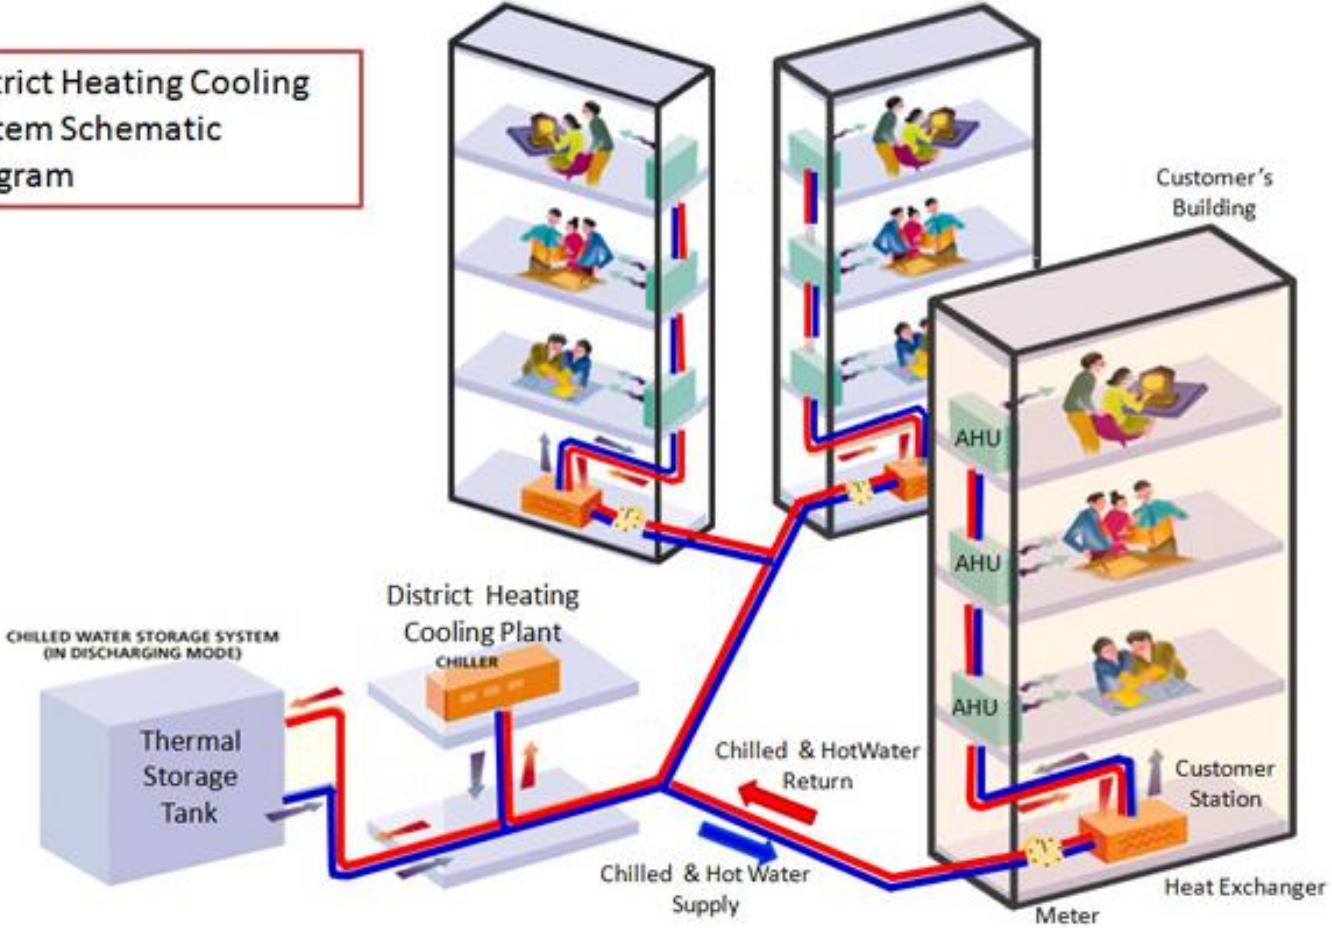 trict Heating Cooling
tem Schematic
gram
Customer's
Building
AHU
AHU
District Heating
Cooling Plant
CHILLER
CHILLED WATER STORAGE SYSTEM
(IN DISCHARGING MODE)
AHU
Thermal
Storage
Tank
Chilled & HotWater
Return
Customer
Station
Chilled & Hot Water
Supply
Heat Exchanger
Meter